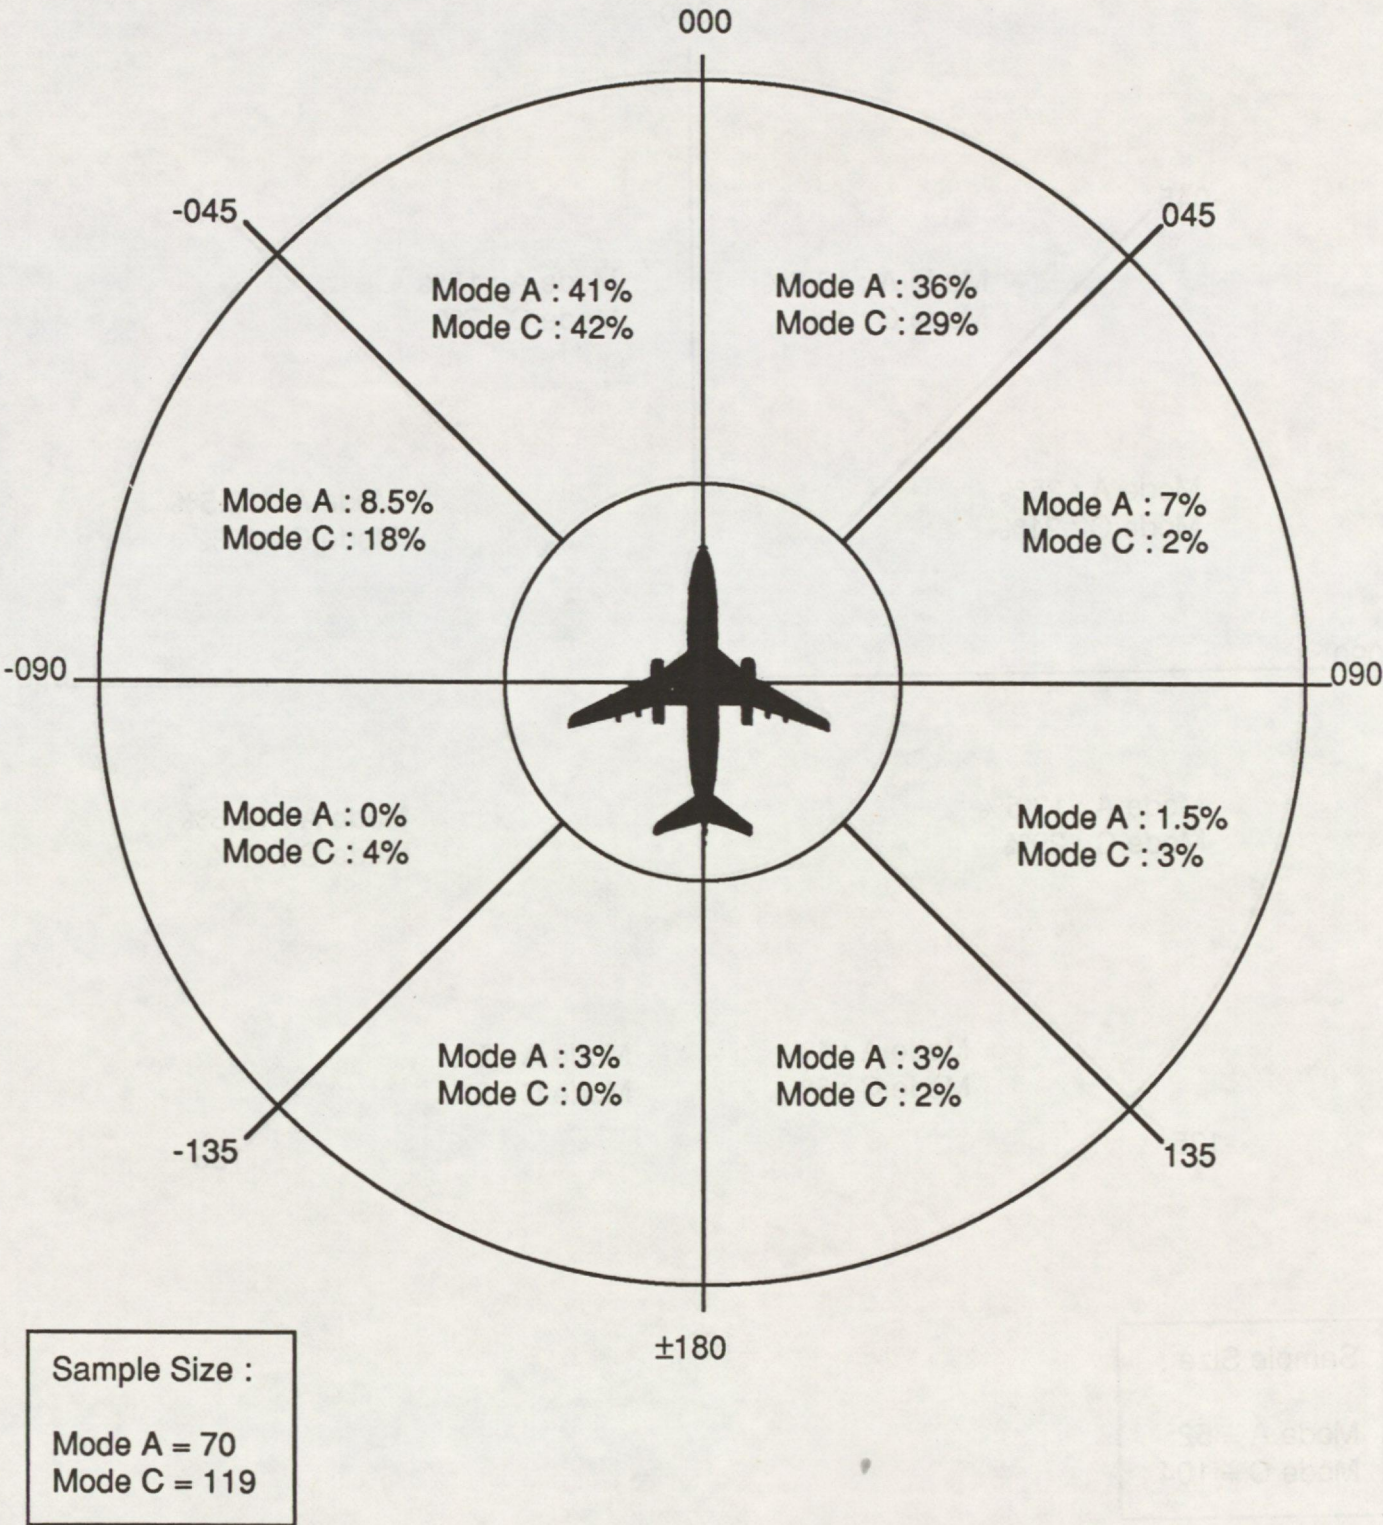 000
-045
045
Mode A : 41%
Mode C : 42%
Mode A : 36%
Mode C : 29%
Mode A : 8.5%
Mode C : 18%
Mode A : 7%
Mode C : 2%
-090
090
Mode A : 0%
Mode C : 4%
Mode A : 1.5%
Mode C : 3%
Mode A : 3%
Mode C : 0%
Mode A : 3%
Mode C : 2%
-135
135
±180
Sample Size :
Mode A = 70
Mode C = 119